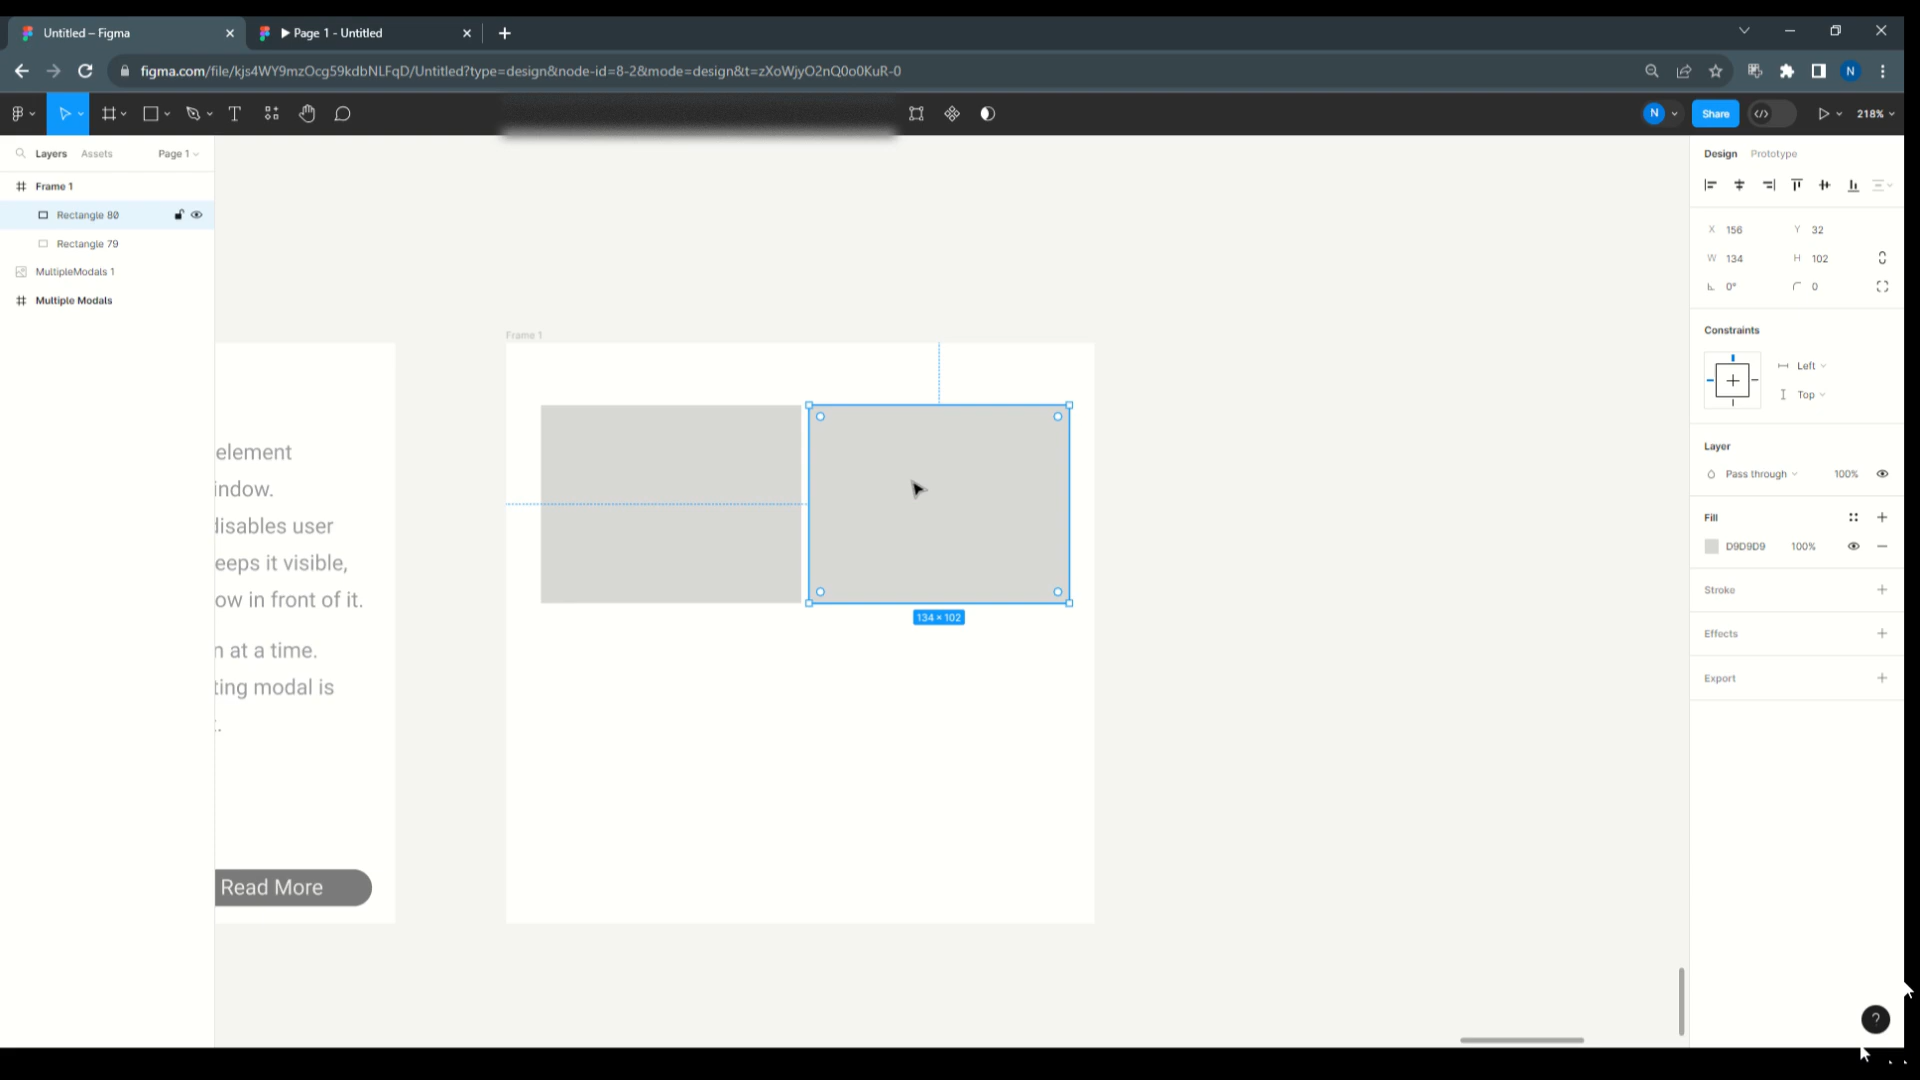 Untitled – Figma
Page 1 - Untitled
figma.com/file/kjs4WY9mzOcg59kdbNLFqD/Untitled?type=design&node-id=8-2&mode=design&t=zXoWjyO2nQ0o0KuR-0
N
N
Share
218%
Layers
Assets
Page 1
Frame 1
Rectangle 80
Rectangle 79
MultipleModals 1
Multiple Modals
element
indow.
disables user
eeps it visible,
ow in front of it.
n at a time.
ting modal is
t.
Read More
Frame 1
134 × 102
Design
Prototype
X 156
Y 32
W 134
H 102
0°
0
Constraints
Left
Top
Layer
Pass through
100%
Fill
D9D9D9
100%
Stroke
Effects
Export
?